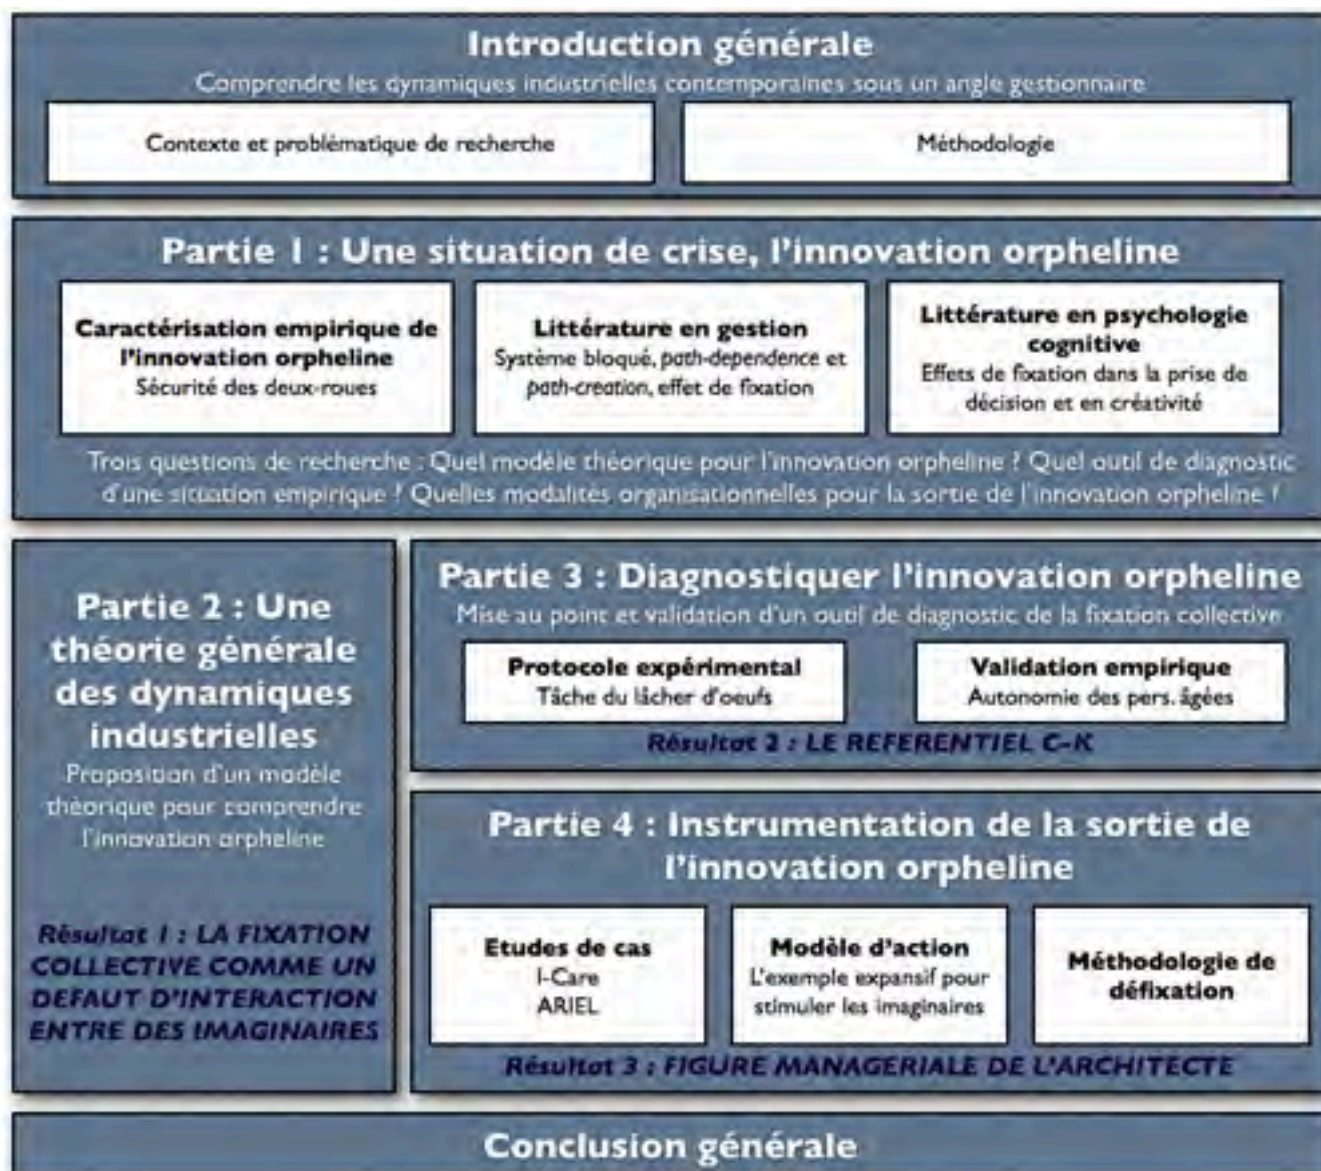 Introduction générale
Comprendre les dynamiques industrielles contemporaines sous un angle gestionnaire
Contexte et problématique de recherche
Méthodologie
Partie 1 : Une situation de crise, l'innovation orpheline
Caractérisation empirique de
l'innovation orpheline
Sécurité des deux-roues
Littérature en gestion
Système bloqué, path-dependence et
path-creation, effet de fixation
Littérature en psychologie
cognitive
Effets de fixation dans la prise de
décision et en créativité
Trois questions de recherche : Quel modèle théorique pour l'innovation orpheline ? Quel outil de diagnostic
d'une situation empirique ? Quelles modalités organisationnelles pour la sortie de l'innovation orpheline ?
Partie 2 : Une
théorie générale
des dynamiques
industrielles
Proposition d'un modèle
théorique pour comprendre
l'innovation orpheline
Résultat 1 : LA FIXATION
COLLECTIVE COMME UN
DEFAUT D'INTERACTION
ENTRE DES IMAGINAIRES
Partie 3 : Diagnostiquer l'innovation orpheline
Mise au point et validation d'un outil de diagnostic de la fixation collective
Protocole expérimental
Tâche du lâcher d'oeufs
Validation empirique
Autonomie des pers. âgées
Résultat 2 : LE REFERENTIEL C-K
Partie 4 : Instrumentation de la sortie de
l'innovation orpheline
Etudes de cas
I-Care
ARIEL
Modèle d'action
L'exemple expansif pour
stimuler les imaginaires
Méthodologie de
défixation
Résultat 3 : FIGURE MANAGERIALE DE L'ARCHITECTE
Conclusion générale